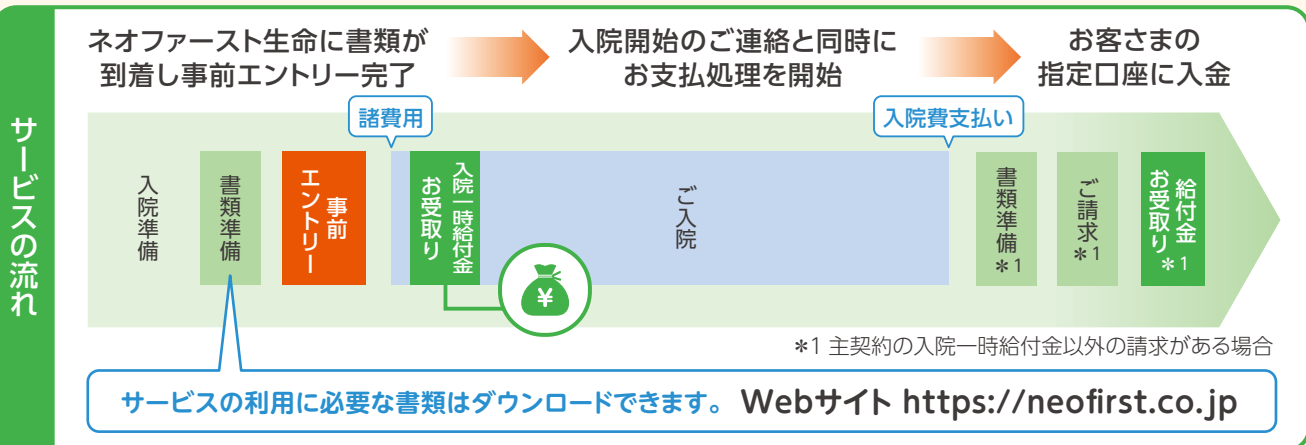 サービスの流れ
ネオファースト生命に書類が
到着し事前エントリー完了
入院開始のご連絡と同時に
お支払処理を開始
お客さまの
指定口座に入金
諸費用
入院費支払い
入院準備
書類準備
事前
エントリー
入院一時給付金
お受取り
ご入院
書類準備*1
ご請求*1
給付金
お受取り*1
¥
*1 主契約の入院一時給付金以外の請求がある場合
サービスの利用に必要な書類はダウンロードできます。 Webサイト https://neofirst.co.jp